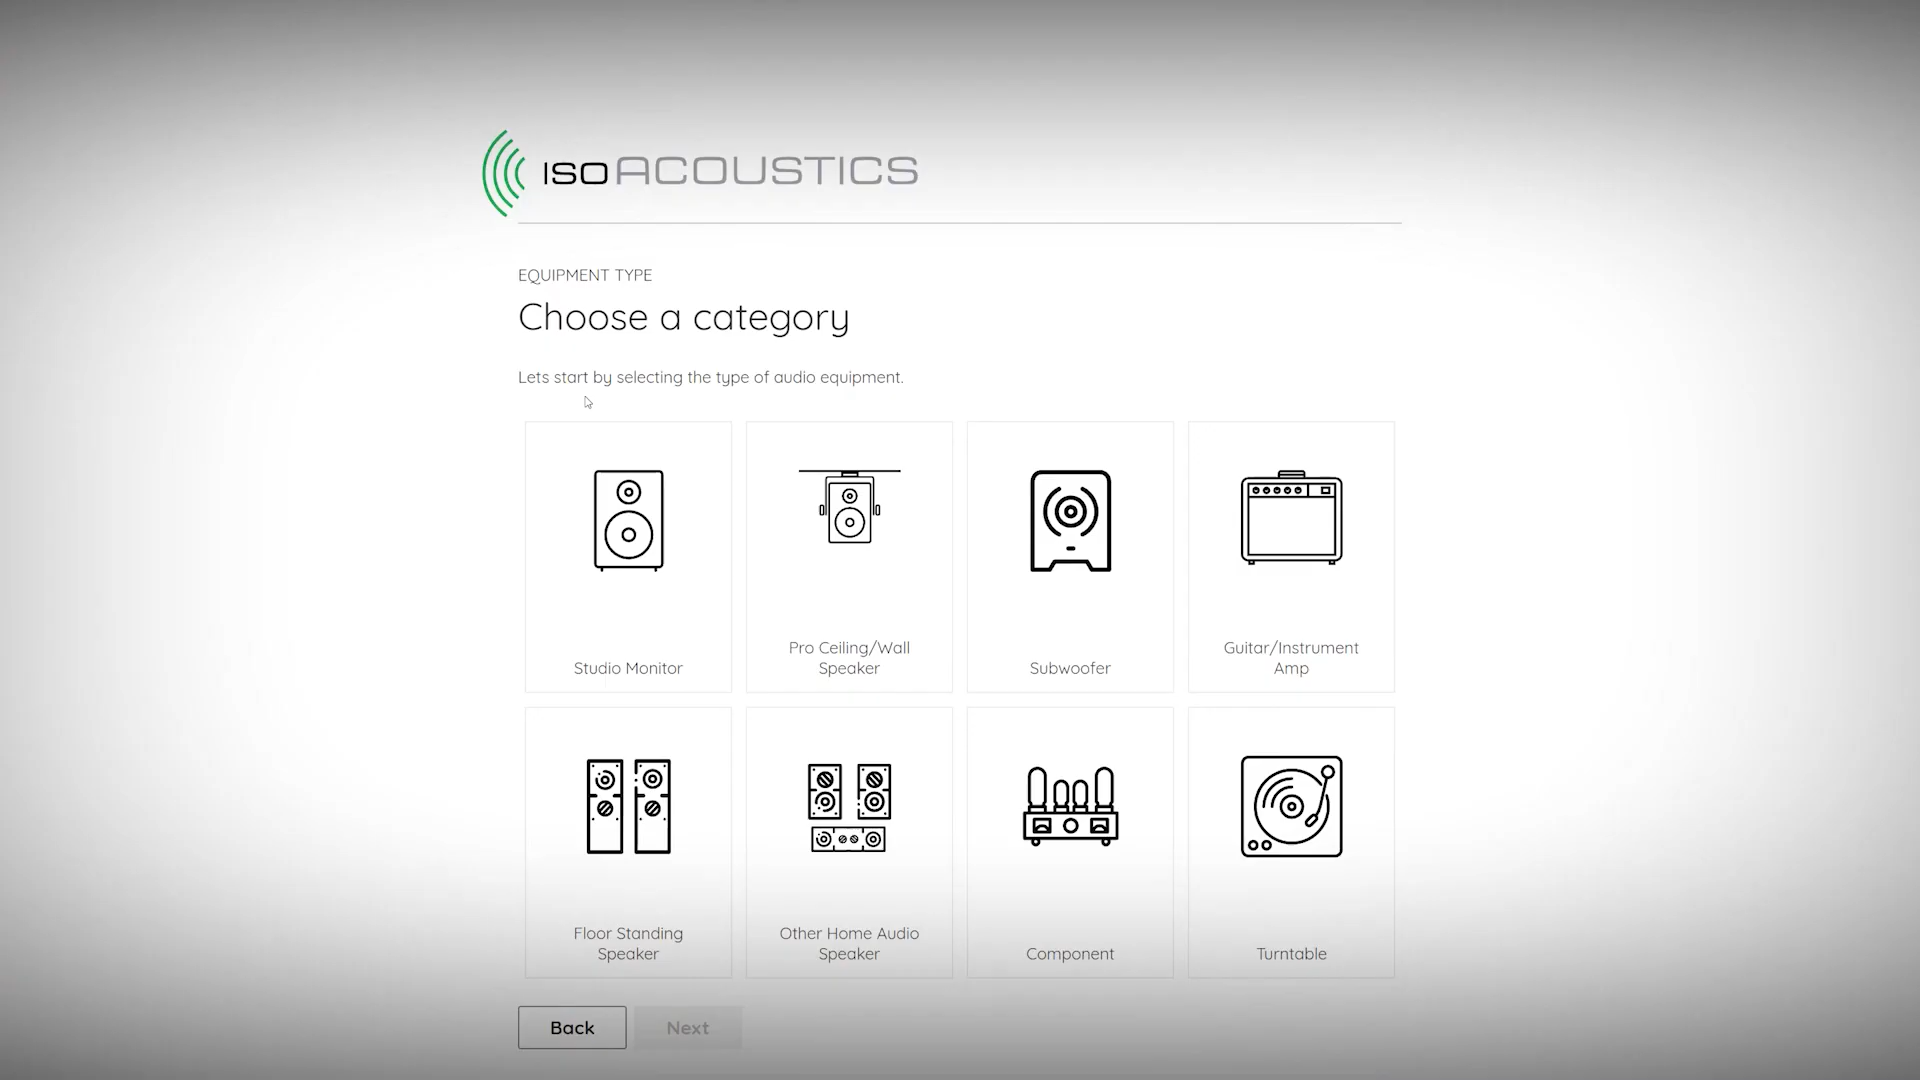 ISOACOUSTICS
EQUIPMENT TYPE
Choose a category
Lets start by selecting the type of audio equipment.
Studio Monitor
Pro Ceiling/Wall
Speaker
Subwoofer
Guitar/Instrument
Amp
Floor Standing
Speaker
Other Home Audio
Speaker
Component
Turntable
Back
Next